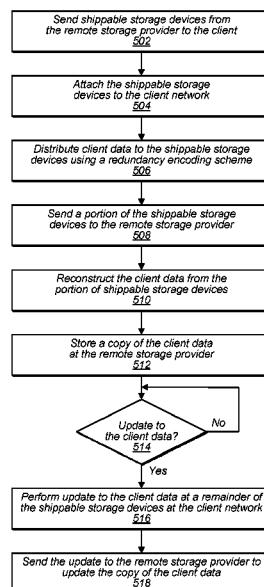 Send shippable storage devices from
the remote storage provider to the client
502
Attach the shippable storage
devices to the client network
504
Distribute client data to the shippable storage
devices using a redundancy encoding scheme
506
Send a portion of the shippable storage
devices to the remote storage provider
508
Reconstruct the client data from the
portion of shippable storage devices
510
Store a copy of the client data
at the remote storage provider
512
Update to
the client data?
514
No
Yes
Perform update to the client data at a remainder of
the shippable storage devices at the client network
516
Send the update to the remote storage provider to
update the copy of the client data
518